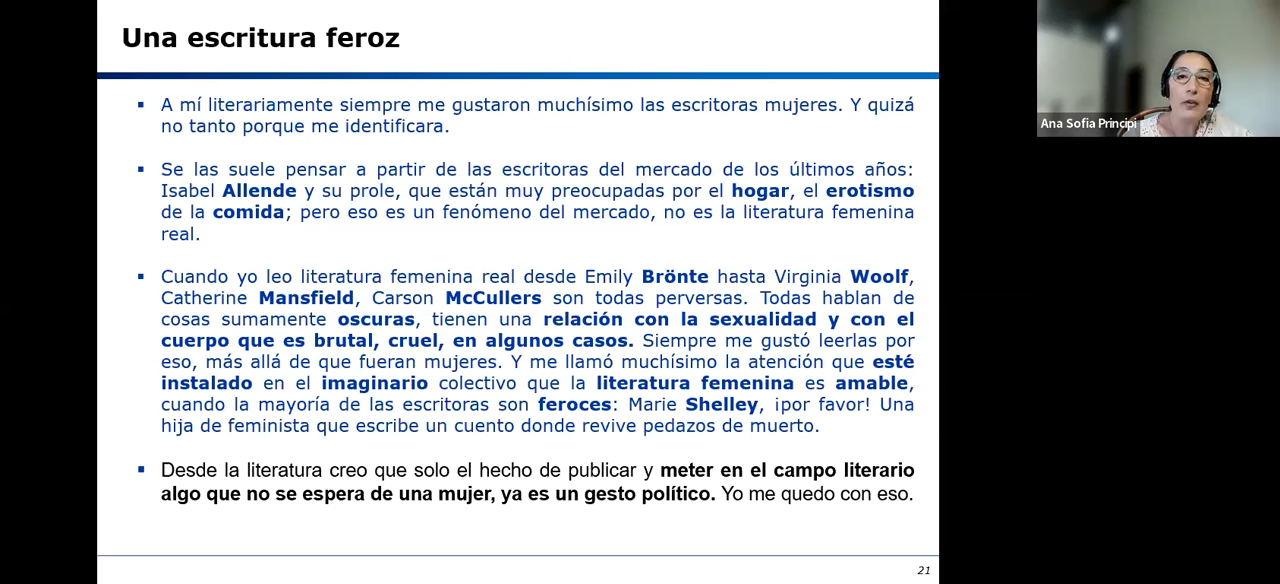 Una escritura feroz
▪ A mí literariamente siempre me gustaron muchísimo las escritoras mujeres. Y quizá
no tanto porque me identificara.
▪ Se las suele pensar a partir de las escritoras del mercado de los últimos años:
Isabel Allende y su prole, que están muy preocupadas por el hogar, el erotismo
de la comida; pero eso es un fenómeno del mercado, no es la literatura femenina
real.
▪ Cuando yo leo literatura femenina real desde Emily Brönte hasta Virginia Woolf,
Catherine Mansfield, Carson McCullers son todas perversas. Todas hablan de
cosas sumamente oscuras, tienen una relación con la sexualidad y con el
cuerpo que es brutal, cruel, en algunos casos. Siempre me gustó leerlas por
eso, más allá de que fueran mujeres. Y me llamó muchísimo la atención que esté
instalado en el imaginario colectivo que la literatura femenina es amable,
cuando la mayoría de las escritoras son feroces: Marie Shelley, ¡por favor! Una
hija de feminista que escribe un cuento donde revive pedazos de muerto.
▪ Desde la literatura creo que solo el hecho de publicar y meter en el campo literario
algo que no se espera de una mujer, ya es un gesto político. Yo me quedo con eso.
21
Ana Sofía Principi